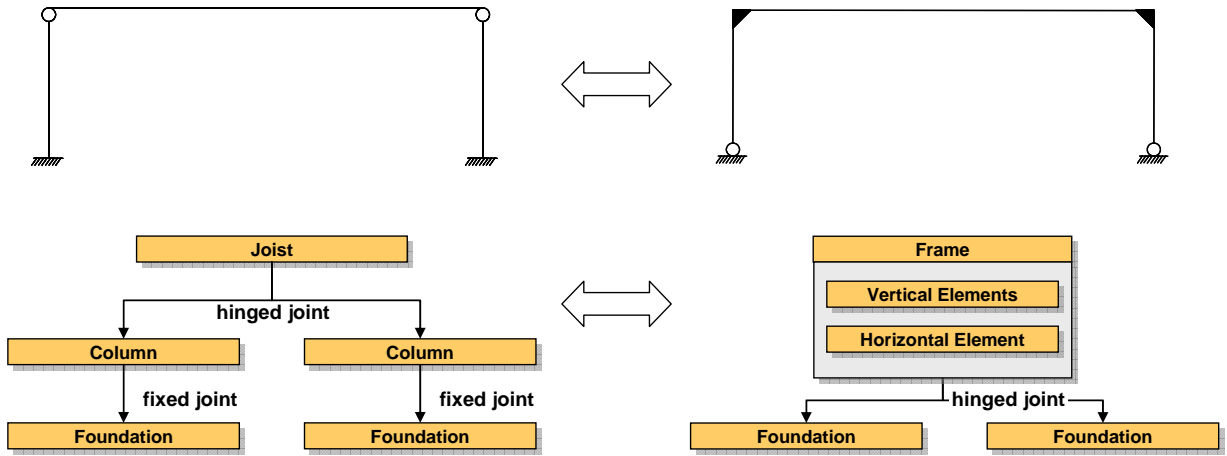 Joist
hinged joint
Column
Column
fixed joint
fixed joint
Foundation
Foundation
Frame
Vertical Elements
Horizontal Element
hinged joint
Foundation
Foundation